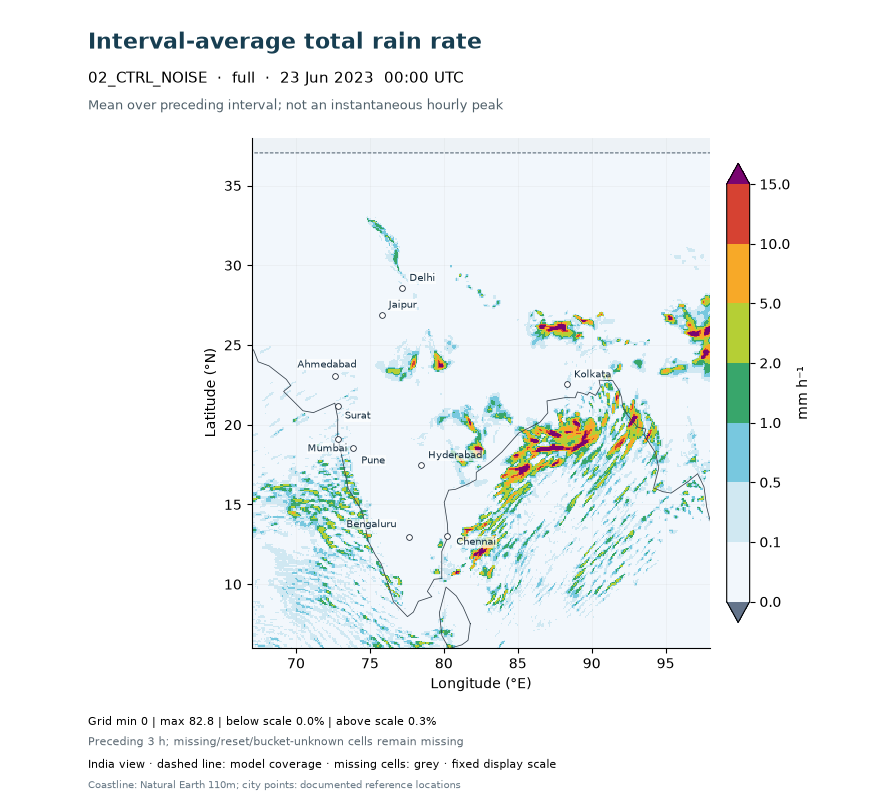 Interval-average total rain rate
02_CTRL_NOISE · full · 23 Jun 2023 00:00 UTC
Mean over preceding interval; not an instantaneous hourly peak
35
30
25
20
15
10
Latitude (°N)
70
75
80
85
90
95
Longitude (°E)
Delhi
Jaipur
Ahmedabad
Kolkata
Surat
Mumbai
Pune
Hyderabad
Bengaluru
Chennai
15.0
10.0
5.0
2.0
1.0
0.5
0.1
0.0
mm h⁻¹
Grid min 0 | max 82.8 | below scale 0.0% | above scale 0.3%
Preceding 3 h; missing/reset/bucket-unknown cells remain missing
India view · dashed line: model coverage · missing cells: grey · fixed display scale
Coastline: Natural Earth 110m; city points: documented reference locations